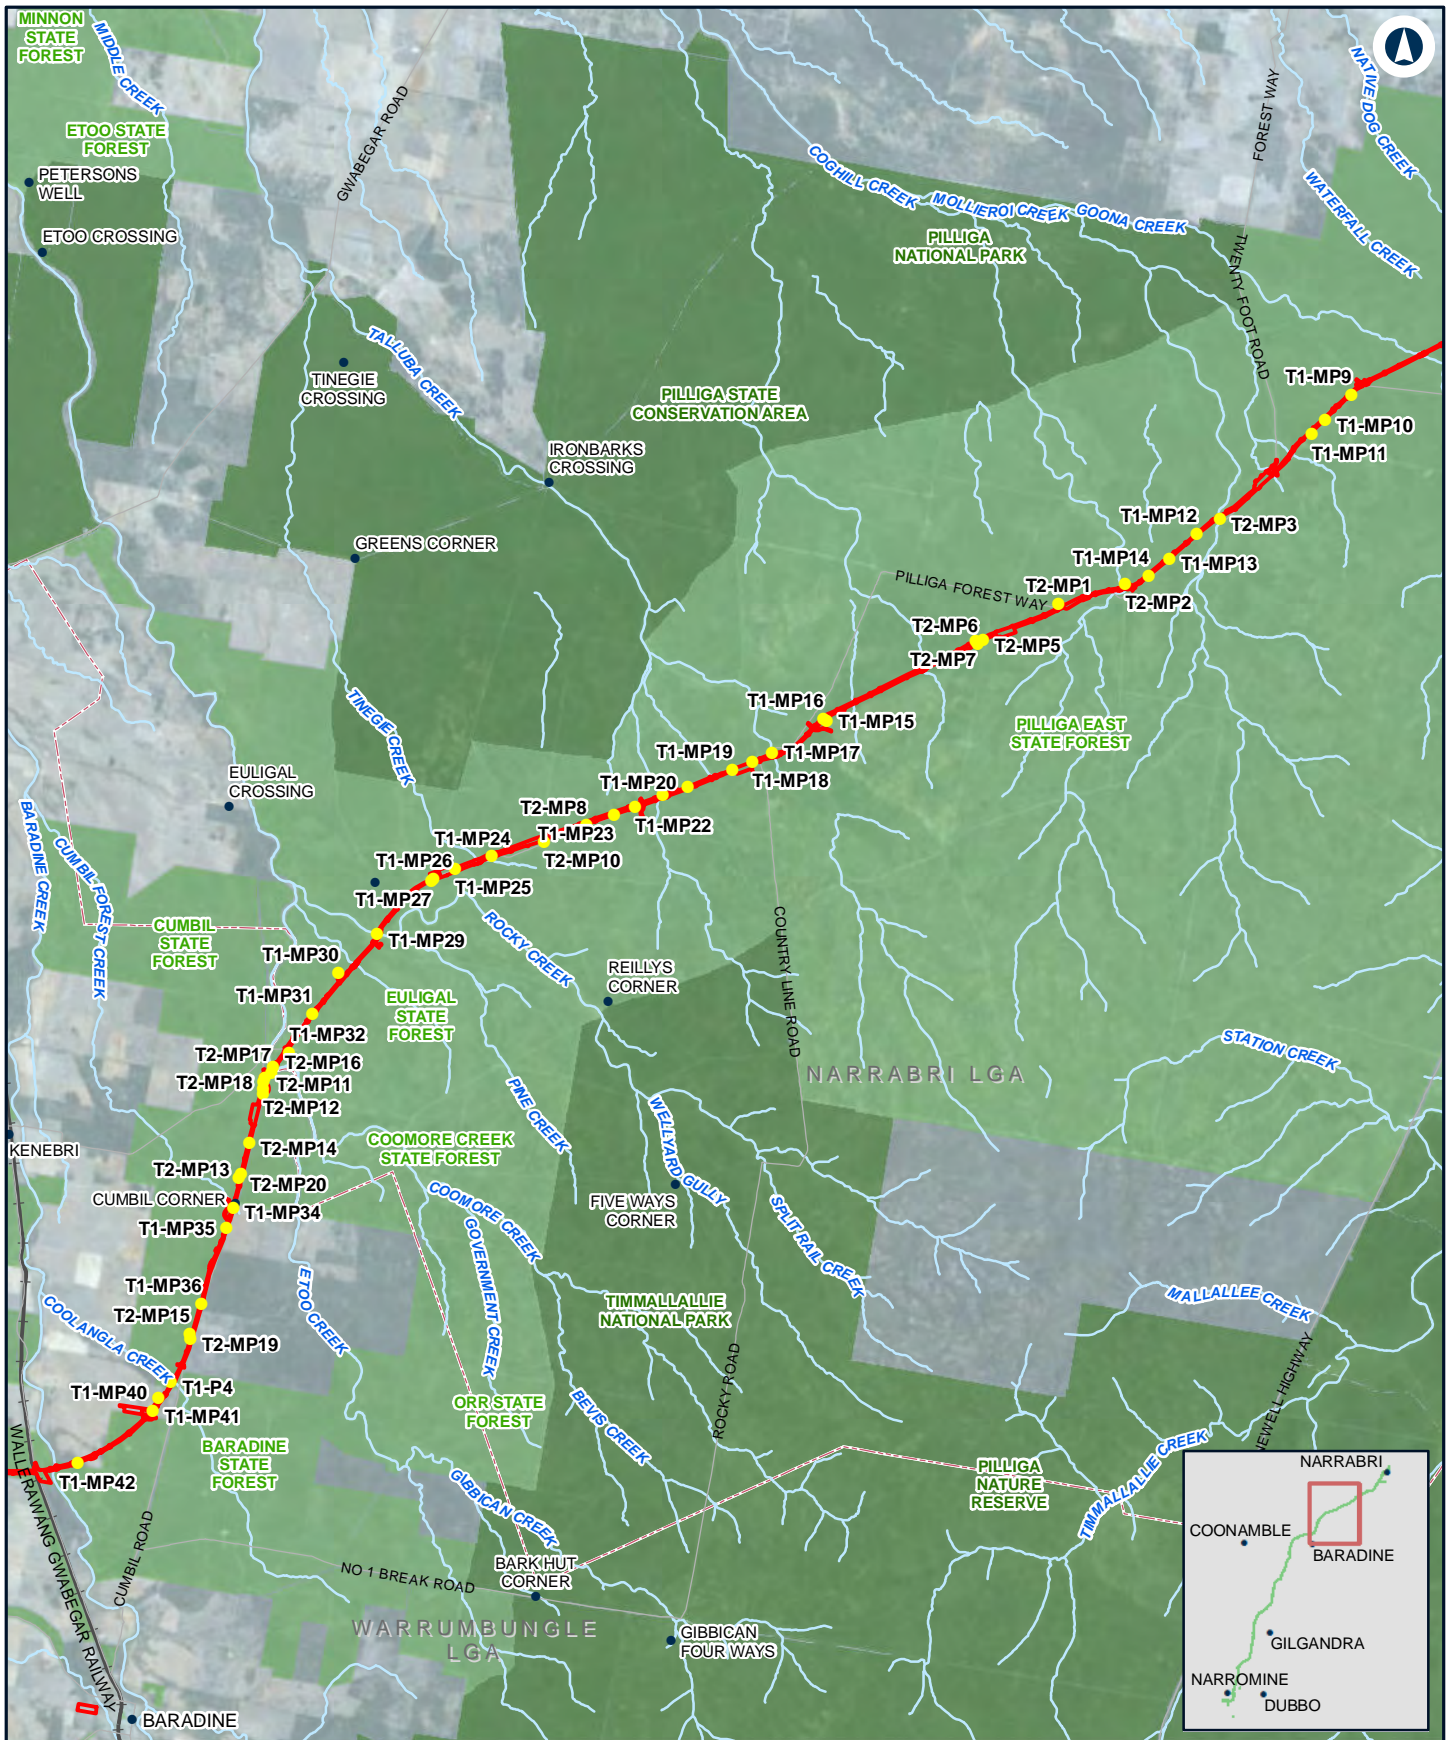 MINNON
STATE
FOREST
MIDDLE CREEK
GWABEGAR ROAD
FOREST WAY
NATIVE DOG CREEK
ETOO STATE
FOREST
PETERSONS
WELL
ETOO CROSSING
COGHILL CREEK
MOLLIEROI CREEK
GOONA CREEK
WATERFALL CREEK
PILLIGA
NATIONAL PARK
TWENTY FOOT ROAD
TALLUBA CREEK
TINEGIE
CROSSING
PILLIGA STATE
CONSERVATION AREA
T1-MP9
T1-MP10
T1-MP11
IRONBARKS
CROSSING
GREENS CORNER
T1-MP12
T2-MP3
T1-MP14
T1-MP13
PILLIGA FOREST WAY
T2-MP1
T2-MP2
T2-MP6
T2-MP5
T2-MP7
TINEGIE CREEK
T1-MP16
T1-MP15
PILLIGA EAST
STATE FOREST
T1-MP19
T1-MP17
T1-MP18
EULIGAL
CROSSING
T1-MP20
T2-MP8
T1-MP22
T1-MP23
T1-MP24
T2-MP10
BARADINE CREEK
CUMBIL FOREST CREEK
T1-MP26
T1-MP25
T1-MP27
ROCKY CREEK
COUNTRY LINE ROAD
CUMBIL
STATE
FOREST
T1-MP29
T1-MP30
REILLYS
CORNER
T1-MP31
EULIGAL
STATE
FOREST
T1-MP32
STATION CREEK
T2-MP17
T2-MP16
T2-MP18
T2-MP11
NARRABRI LGA
T2-MP12
PINE CREEK
WELLYARD GULLY
KENEBRI
T2-MP14
COOMORE CREEK
STATE FOREST
T2-MP13
T2-MP20
CUMBIL CORNER
T1-MP34
COOMORE CREEK
FIVE WAYS
CORNER
T1-MP35
GOVERNMENT CREEK
SPLIT RAIL CREEK
ETOO CREEK
T1-MP36
COOLANGLA CREEK
T2-MP15
TIMMALLALLIE
NATIONAL PARK
MALLALLEE CREEK
T2-MP19
ROCKY ROAD
NEWELL HIGHWAY
T1-P4
T1-MP40
T1-MP41
ORR STATE
FOREST
BEVIS CREEK
WALLERAWANG GWABEGAR RAILWAY
BARADINE
STATE
FOREST
T1-MP42
PILLIGA
NATURE
RESERVE
TIMMALLALLIE CREEK
GIBBICAN CREEK
CUMBIL ROAD
NO 1 BREAK ROAD
BARK HUT
CORNER
WARRUMBUNGLE
LGA
GIBBICAN
FOUR WAYS
BARADINE
NARRABRI
COONAMBLE
BARADINE
GILGANDRA
NARROMINE
DUBBO